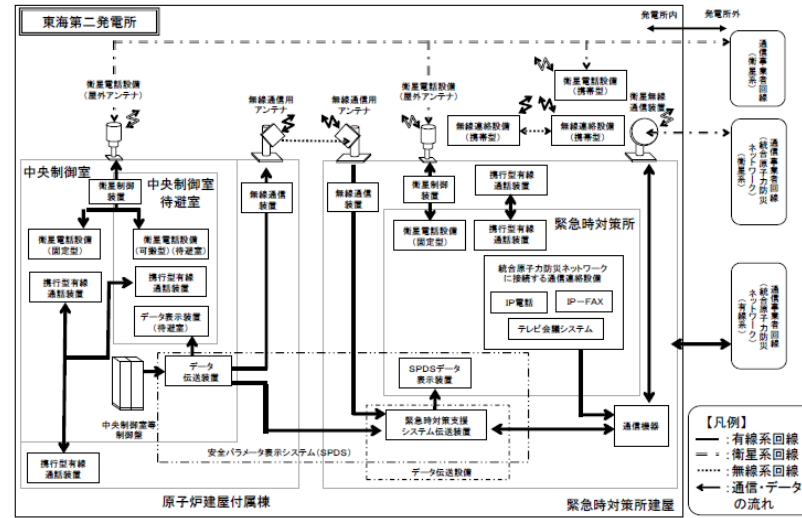 東海第二発電所
発電所内
発電所外
衛星電話設備
(屋外アンテナ)
無線通信用
アンテナ
無線通信用
アンテナ
衛星電話設備
(屋外アンテナ)
衛星電話設備
(携帯型)
無線連絡設備
(携帯型)
無線連絡設備
(携帯型)
衛星無線
通信装置
通信事業者回線
(衛星系)
通信事業者回線
(統合原子力防災
ネットワーク)
(衛星系)
通信事業者回線
(統合原子力防災
ネットワーク)
(有線系)
中央制御室
中央制御室
待避室
衛星制御
装置
衛星電話設備
(固定型)
衛星電話設備
(可搬型)(待避室)
携行型有線
通話装置
携行型有線
通話装置
データ表示装置
(待避室)
無線通信
装置
無線通信
装置
衛星制御
装置
衛星電話設備
(固定型)
携行型有線
通話装置
携行型有線
通話装置
緊急時対策所
統合原子力防災ネットワーク
に接続する通信連絡設備
IP電話
IP-FAX
テレビ会議システム
データ
伝送装置
SPDSデータ
表示装置
中央制御室等
制御盤
緊急時対策支援
システム伝送装置
通信機器
安全パラメータ表示システム(SPDS)
データ伝送設備
携行型有線
通話装置
原子炉建屋付属棟
緊急時対策所建屋
【凡例】
:有線系回線
:衛星系回線
:無線系回線
:通信・データ
の流れ